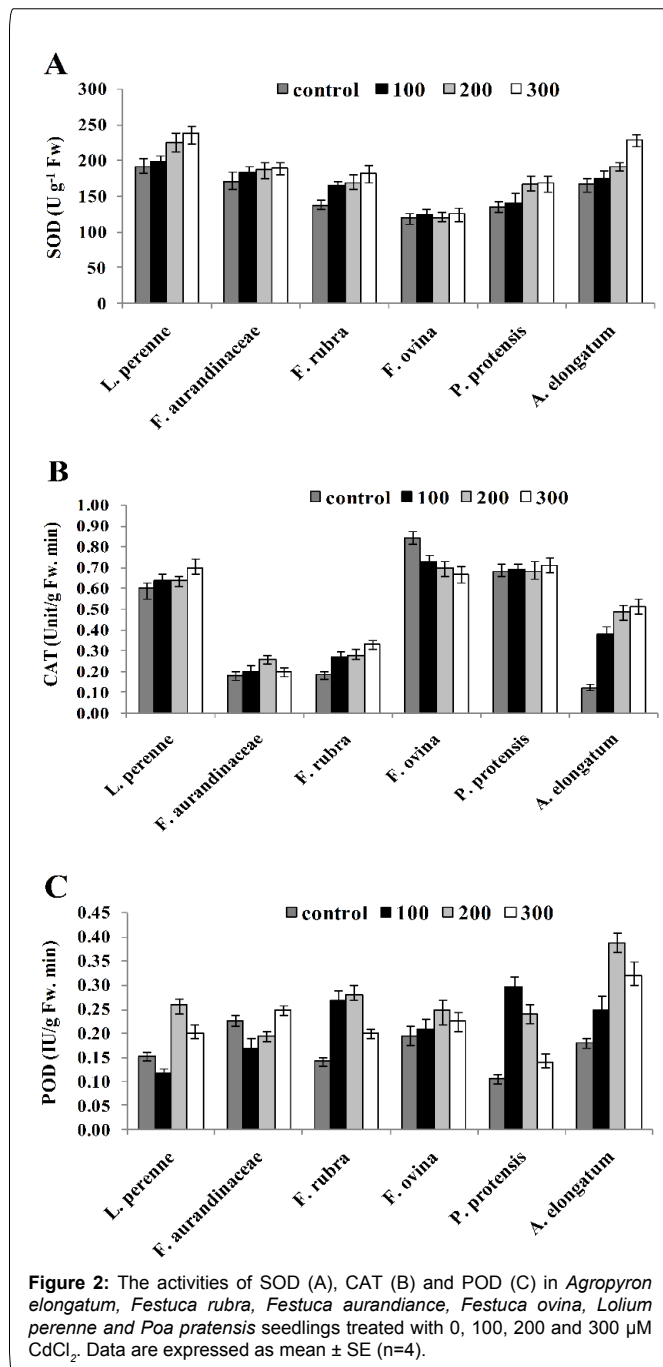 A
control 100 200 300
300
250
200
150
100
50
0
SOD (U g-1 Fw)
L. perenne
F. aurandinaceae
F. rubra
F. ovina
P. protensis
A. elongatum
B
control 100 200 300
1.00
0.90
0.80
0.70
0.60
0.50
0.40
0.30
0.20
0.10
0.00
CAT (Unit/g Fw. min)
L. perenne
F. aurandinaceae
F. rubra
F. ovina
P. protensis
A. elongatum
C
control 100 200 300
0.45
0.40
0.35
0.30
0.25
0.20
0.15
0.10
0.05
0.00
POD (IU/g Fw. min)
L. perenne
F. aurandinaceae
F. rubra
F. ovina
P. protensis
A. elongatum
Figure 2: The activities of SOD (A), CAT (B) and POD (C) in Agropyron
elongatum, Festuca rubra, Festuca aurandiance, Festuca ovina, Lolium
perenne and Poa pratensis seedlings treated with 0, 100, 200 and 300 µM
CdCl2. Data are expressed as mean ± SE (n=4).